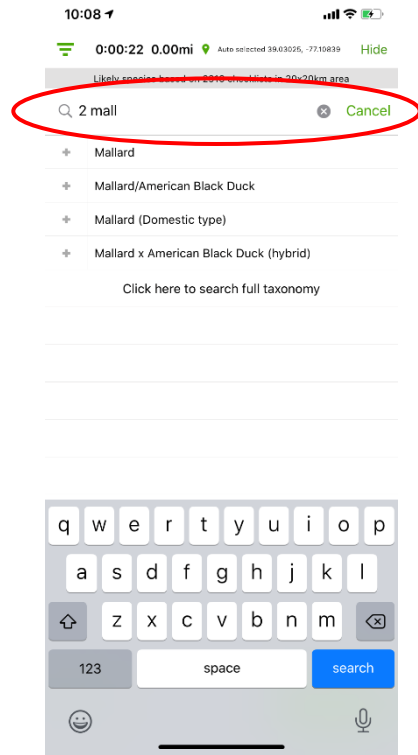 10:08
0:00:22 0.00mi Auto selected 39.03025, -77.10839 Hide
Likely species based on 2918 checklists in 20x20km area
2 mall Cancel
+ Mallard
+ Mallard/American Black Duck
+ Mallard (Domestic type)
+ Mallard x American Black Duck (hybrid)
Click here to search full taxonomy
q w e r t y u i o p
a s d f g h j k l
z x c v b n m
123 space search